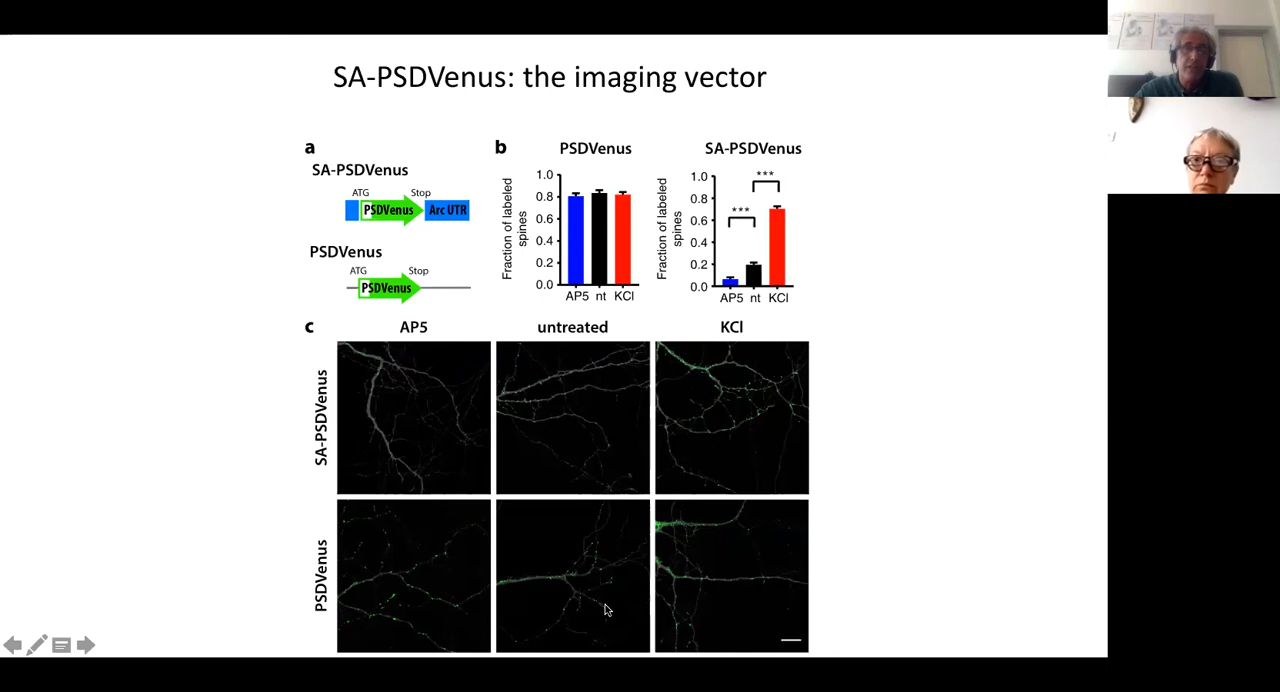 SA-PSDVenus: the imaging vector
a
SA-PSDVenus
ATG
Stop
PSDVenus
Arc UTR
PSDVenus
ATG
Stop
PSDVenus
b
PSDVenus
Fraction of labeled
spines
1.0
0.8
0.6
0.4
0.2
0.0
AP5 nt KCl
SA-PSDVenus
Fraction of labeled
spines
1.0
0.8
0.6
0.4
0.2
0.0
***
***
AP5 nt KCl
c
AP5
untreated
KCl
SA-PSDVenus
PSDVenus